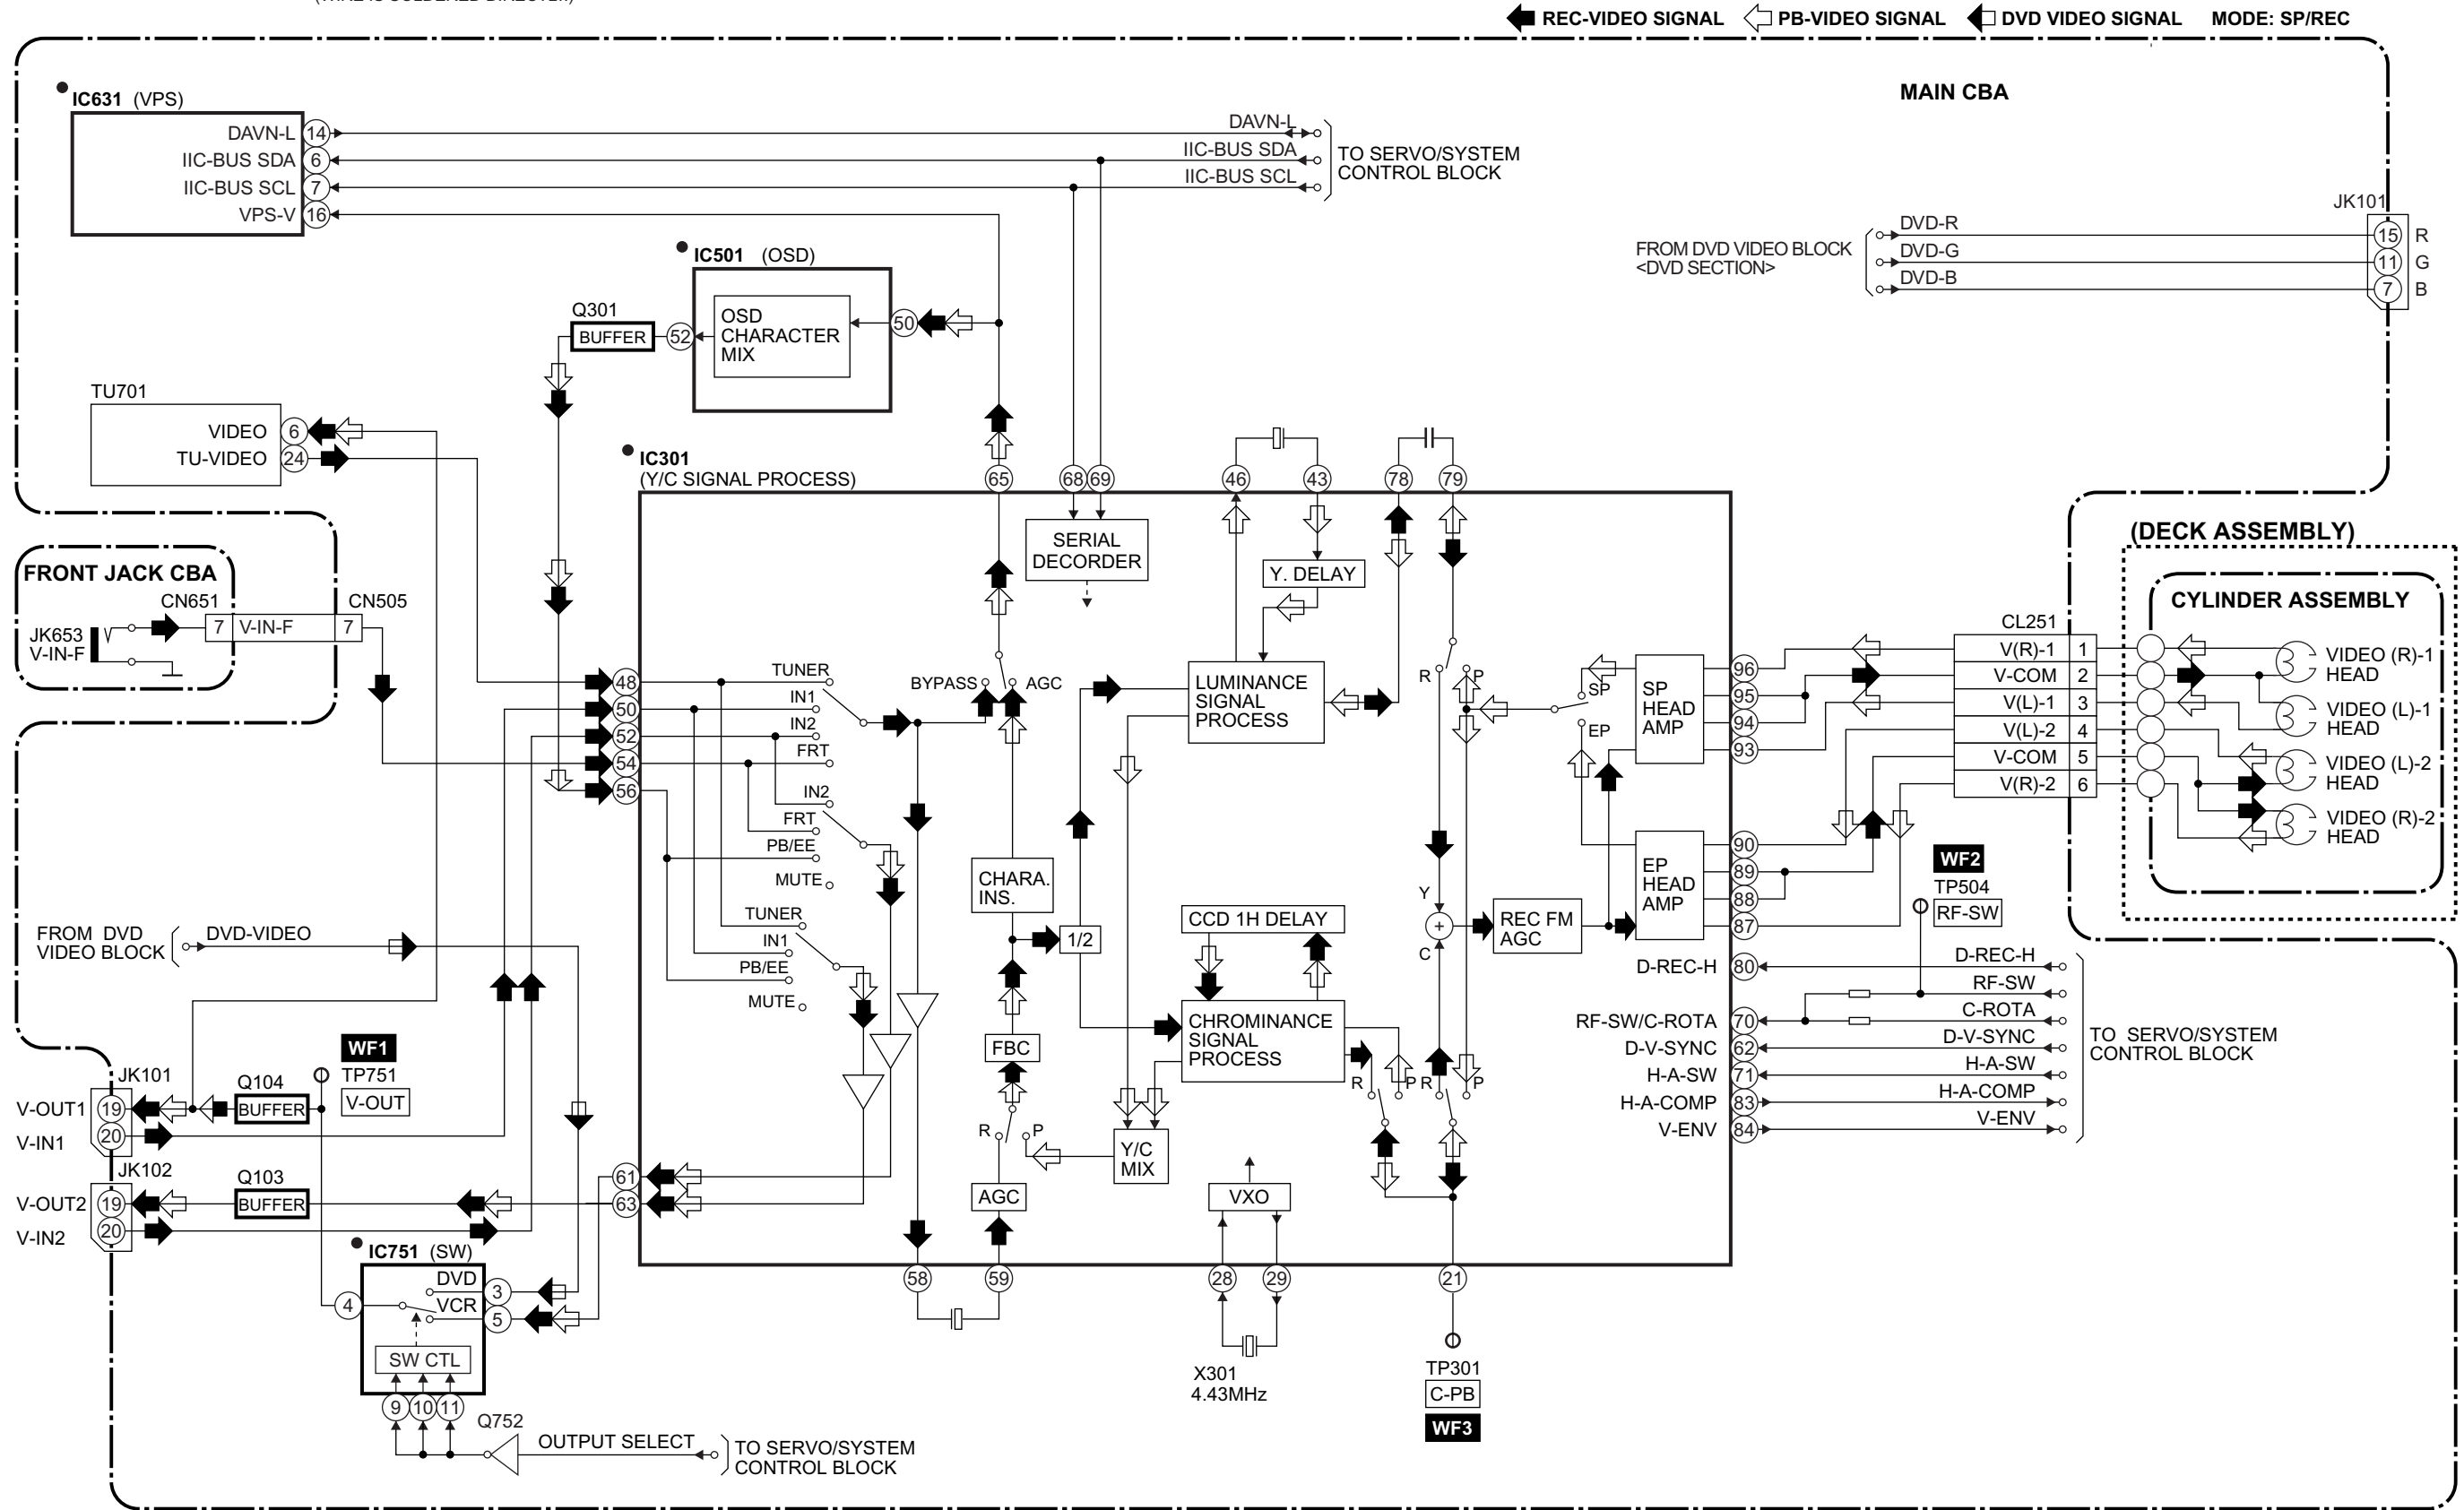 REC-VIDEO SIGNAL PB-VIDEO SIGNAL DVD VIDEO SIGNAL MODE: SP/REC
MAIN CBA
IC631 (VPS)
DAVN-L 14
IIC-BUS SDA 6
IIC-BUS SCL 7
VPS-V 16
DAVN-L
IIC-BUS SDA
IIC-BUS SCL
TO SERVO/SYSTEM
CONTROL BLOCK
JK101
FROM DVD VIDEO BLOCK
<DVD SECTION>
DVD-R 15 R
DVD-G 11 G
DVD-B 7 B
IC501 (OSD)
OSD
CHARACTER
MIX
50
52
Q301
BUFFER
TU701
VIDEO 6
TU-VIDEO 24
IC301
(Y/C SIGNAL PROCESS)
65 68 69 46 43 78 79
SERIAL
DECORDER
Y. DELAY
FRONT JACK CBA
CN651 CN505
JK653
V-IN-F
7 V-IN-F 7
48 TUNER
50 IN1
52 IN2
54 FRT
56
IN2
FRT
PB/EE
MUTE
TUNER
IN1
PB/EE
MUTE
BYPASS AGC
LUMINANCE
SIGNAL
PROCESS
R P
SP
EP
SP
HEAD
AMP
96
95
94
93
EP
HEAD
AMP
90
89
88
87
CHARA.
INS.
1/2
CCD 1H DELAY
CHROMINANCE
SIGNAL
PROCESS
Y
+
C
REC FM
AGC
FBC
R P
AGC
Y/C
MIX
VXO
R P R P
(DECK ASSEMBLY)
CYLINDER ASSEMBLY
CL251
V(R)-1 1
V-COM 2
V(L)-1 3
V(L)-2 4
V-COM 5
V(R)-2 6
VIDEO (R)-1
HEAD
VIDEO (L)-1
HEAD
VIDEO (L)-2
HEAD
VIDEO (R)-2
HEAD
WF2
TP504
RF-SW
D-REC-H 80 D-REC-H
RF-SW
RF-SW/C-ROTA 70 C-ROTA
D-V-SYNC 62 D-V-SYNC
H-A-SW 71 H-A-SW
H-A-COMP 83 H-A-COMP
V-ENV 84 V-ENV
TO SERVO/SYSTEM
CONTROL BLOCK
FROM DVD
VIDEO BLOCK
DVD-VIDEO
WF1
TP751
V-OUT
JK101
V-OUT1 19
V-IN1 20
Q104
BUFFER
JK102
V-OUT2 19
V-IN2 20
Q103
BUFFER
61
63
IC751 (SW)
DVD 3
4
VCR 5
SW CTL
9 10 11
Q752
OUTPUT SELECT
TO SERVO/SYSTEM
CONTROL BLOCK
58 59 28 29 21
X301
4.43MHz
TP301
C-PB
WF3